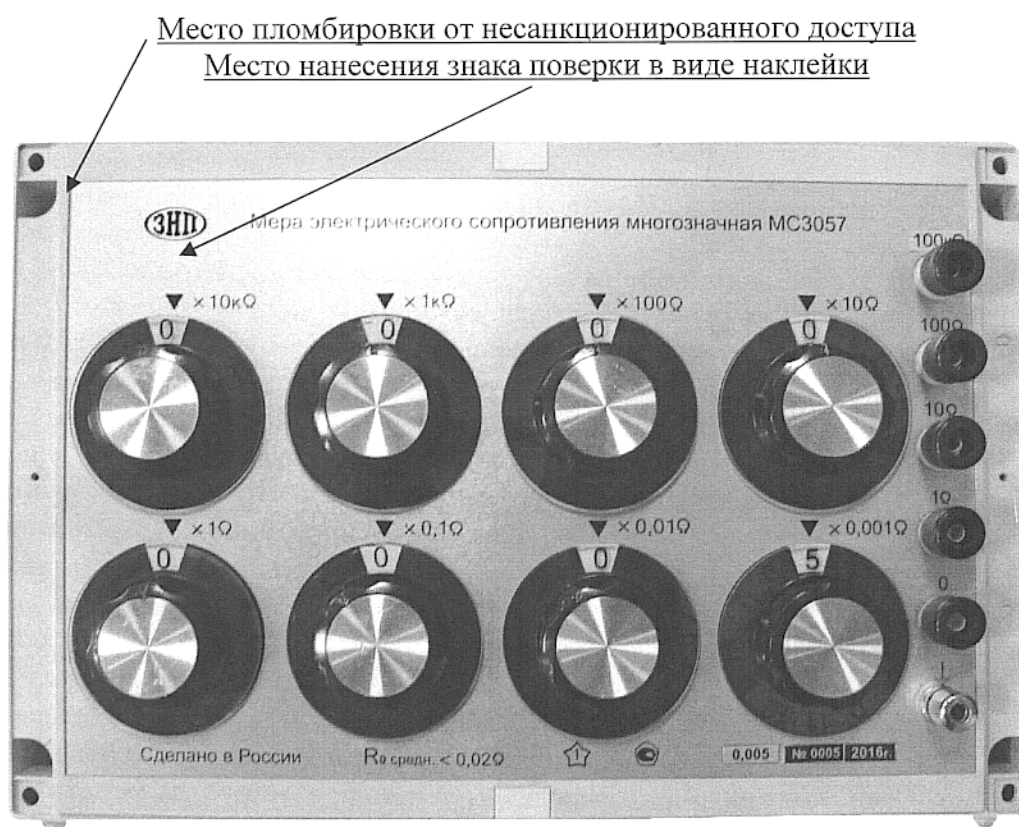 Место пломбировки от несанкционированного доступа
Место нанесения знака поверки в виде наклейки
ЗНП Мера электрического сопротивления многозначная МС3057
100кΩ
× 10кΩ × 1кΩ × 100Ω × 10Ω
0 0 0 0
100Ω
10Ω
1Ω
× 1Ω × 0,1Ω × 0,01Ω × 0,001Ω
0 0 0 5
0
Сделано в России R₀ средн. < 0,02Ω 1 0,005 № 0005 2016г.